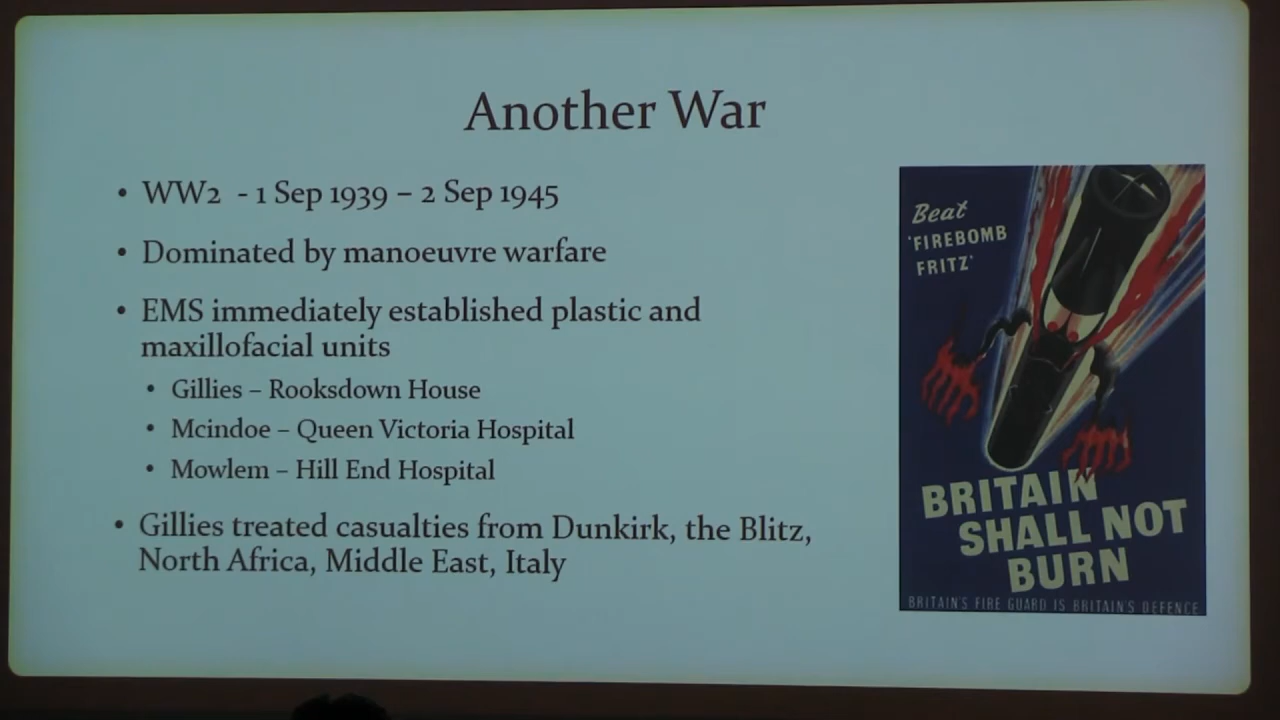 Another War
• WW2 - 1 Sep 1939 – 2 Sep 1945
• Dominated by manoeuvre warfare
• EMS immediately established plastic and
maxillofacial units
• Gillies – Rooksdown House
• Mcindoe – Queen Victoria Hospital
• Mowlem – Hill End Hospital
• Gillies treated casualties from Dunkirk, the Blitz,
North Africa, Middle East, Italy
Beat
'FIREBOMB
FRITZ'
BRITAIN
SHALL NOT
BURN
BRITAIN'S FIRE GUARD IS BRITAIN'S DEFENCE